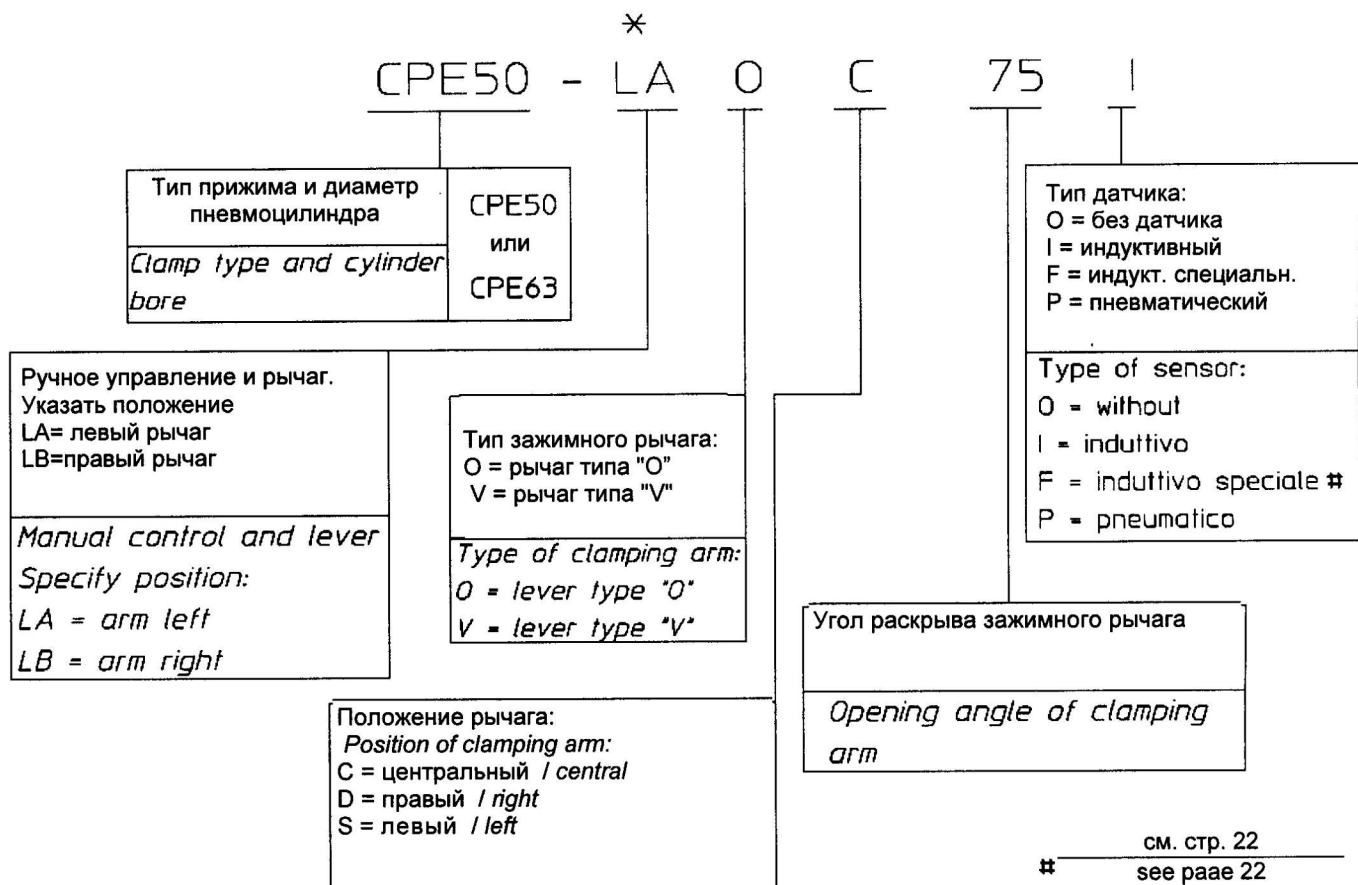 *
CPE50 - LA O C 75 I
Тип прижима и диаметр
пневмоцилиндра
Clamp type and cylinder
bore
CPE50
или
CPE63
Тип датчика:
O = без датчика
I = индуктивный
F = индукт. специальн.
P = пневматический
Type of sensor:
O = without
I = induttivo
F = induttivo speciale #
P = pneumatico
Ручное управление и рычаг.
Указать положение
LA= левый рычаг
LB=правый рычаг
Manual control and lever
Specify position:
LA = arm left
LB = arm right
Тип зажимного рычага:
O = рычаг типа "O"
V = рычаг типа "V"
Type of clamping arm:
O = lever type "O"
V = lever type "V"
Угол раскрыва зажимного рычага
Opening angle of clamping
arm
Положение рычага:
Position of clamping arm:
C = центральный / central
D = правый / right
S = левый / left
см. стр. 22
# see paae 22